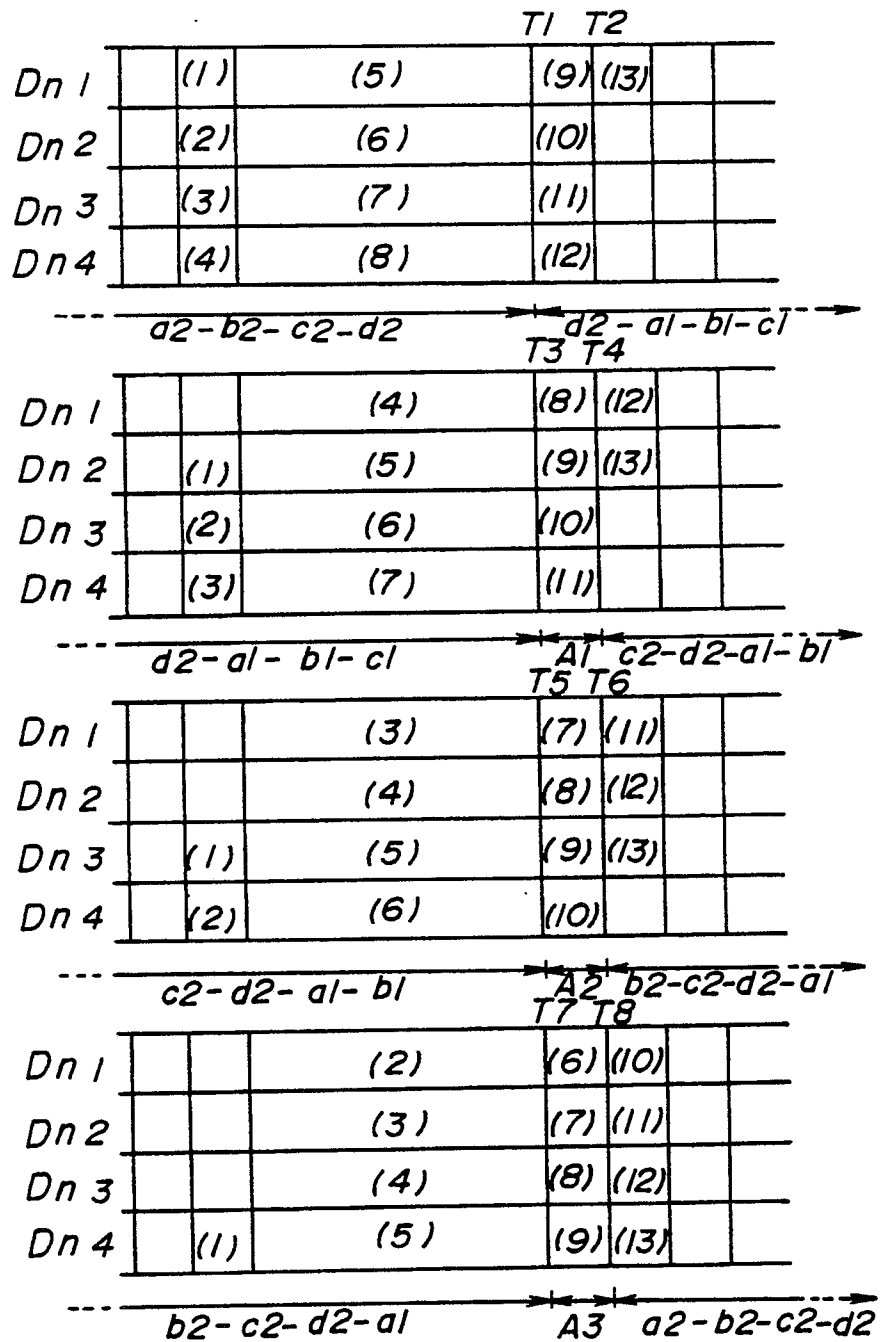 T1 T2
Dn 1 (1) (5) (9) (13)
Dn 2 (2) (6) (10)
Dn 3 (3) (7) (11)
Dn 4 (4) (8) (12)
a2-b2-c2-d2 d2-a1-b1-c1
T3 T4
Dn 1 (4) (8) (12)
Dn 2 (1) (5) (9) (13)
Dn 3 (2) (6) (10)
Dn 4 (3) (7) (11)
d2-a1-b1-c1 A1 c2-d2-a1-b1
T5 T6
Dn 1 (3) (7) (11)
Dn 2 (4) (8) (12)
Dn 3 (1) (5) (9) (13)
Dn 4 (2) (6) (10)
c2-d2-a1-b1 A2 b2-c2-d2-a1
T7 T8
Dn 1 (2) (6) (10)
Dn 2 (3) (7) (11)
Dn 3 (4) (8) (12)
Dn 4 (1) (5) (9) (13)
b2-c2-d2-a1 A3 a2-b2-c2-d2